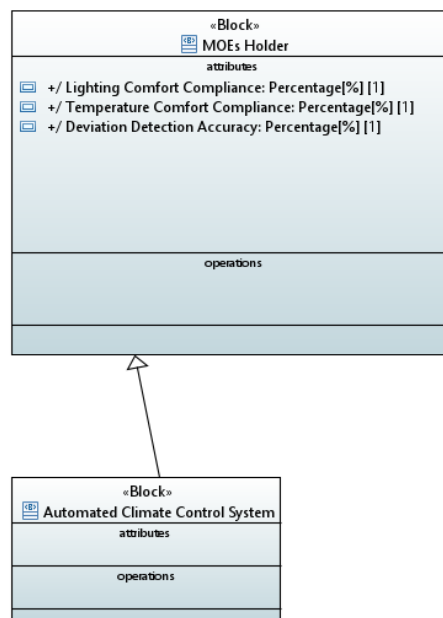 «Block»
MOEs Holder
attributes
+/ Lighting Comfort Compliance: Percentage[%] [1]
+/ Temperature Comfort Compliance: Percentage[%] [1]
+/ Deviation Detection Accuracy: Percentage[%] [1]
operations
«Block»
Automated Climate Control System
attributes
operations